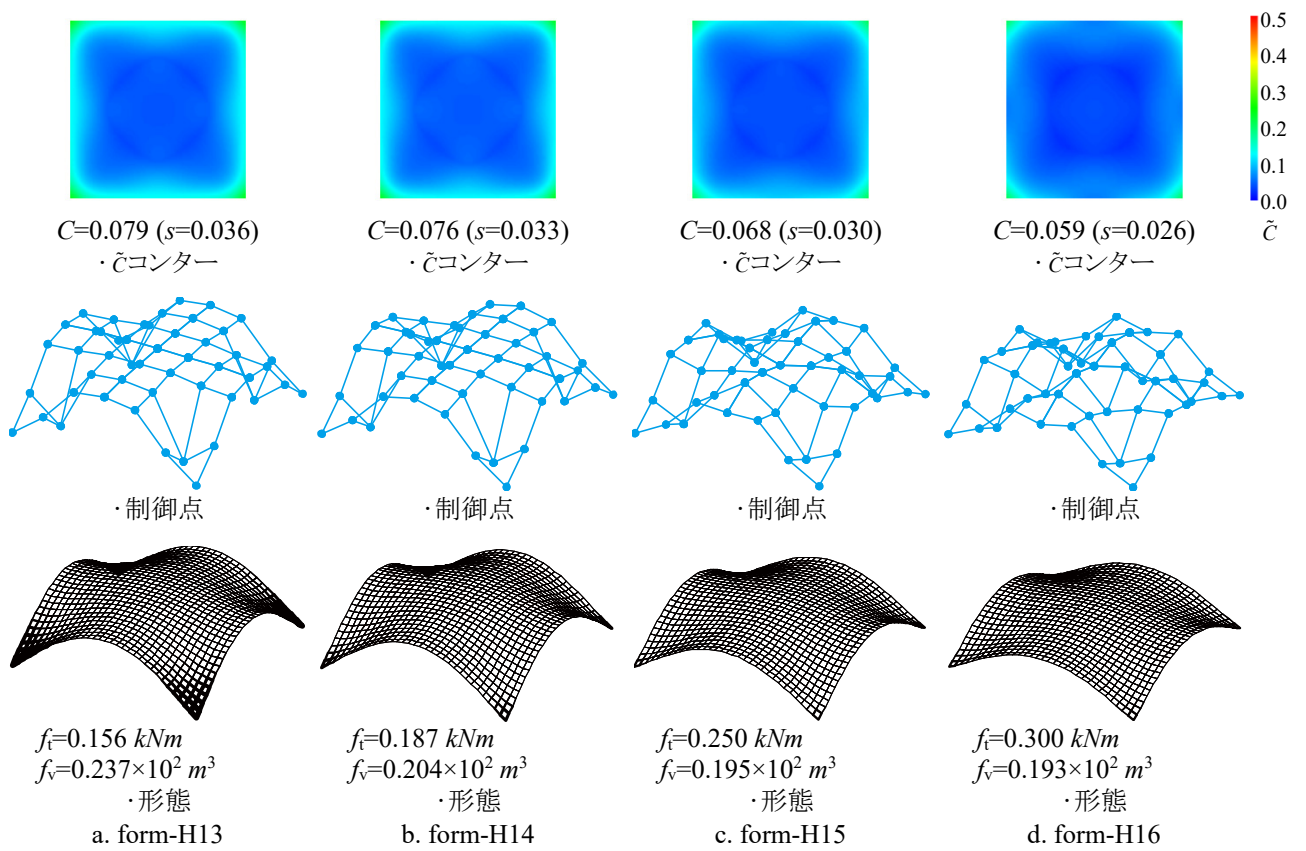 0.5
0.4
0.3
0.2
0.1
0.0
C̃
C=0.079 (s=0.036)
・C̃コンター
C=0.076 (s=0.033)
・C̃コンター
C=0.068 (s=0.030)
・C̃コンター
C=0.059 (s=0.026)
・C̃コンター
・制御点
・制御点
・制御点
・制御点
fₜ=0.156 kNm
fᵥ=0.237×10² m³
・形態
a. form-H13
fₜ=0.187 kNm
fᵥ=0.204×10² m³
・形態
b. form-H14
fₜ=0.250 kNm
fᵥ=0.195×10² m³
・形態
c. form-H15
fₜ=0.300 kNm
fᵥ=0.193×10² m³
・形態
d. form-H16